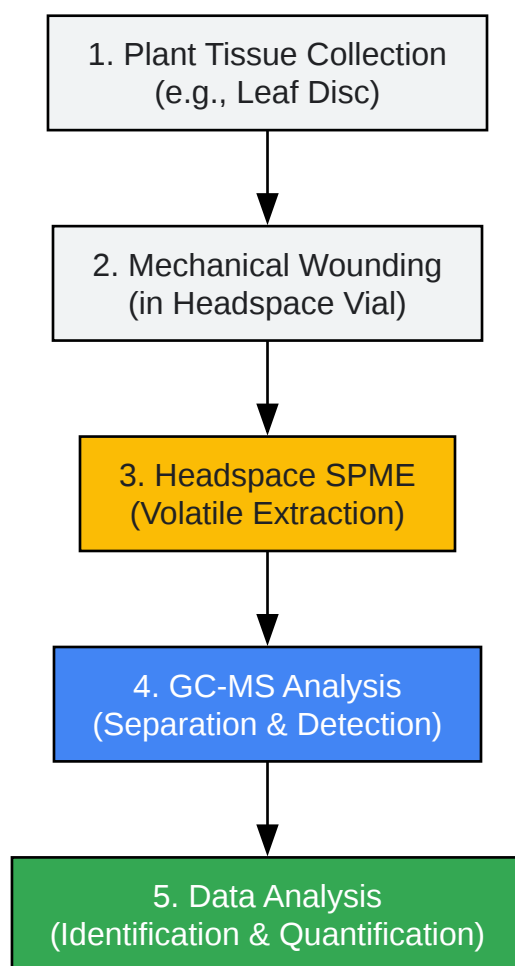 1. Plant Tissue Collection
(e.g., Leaf Disc)
2. Mechanical Wounding
(in Headspace Vial)
3. Headspace SPME
(Volatile Extraction)
4. GC-MS Analysis
(Separation & Detection)
5. Data Analysis
(Identification & Quantification)